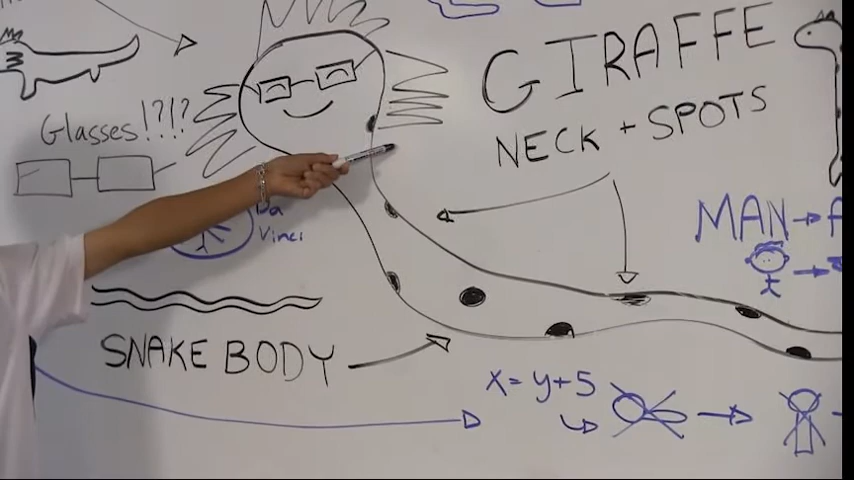 GIRAFFE
NECK + SPOTS
Glasses!?!?
MAN → A
Da
Vinci
SNAKE BODY
x = y + 5